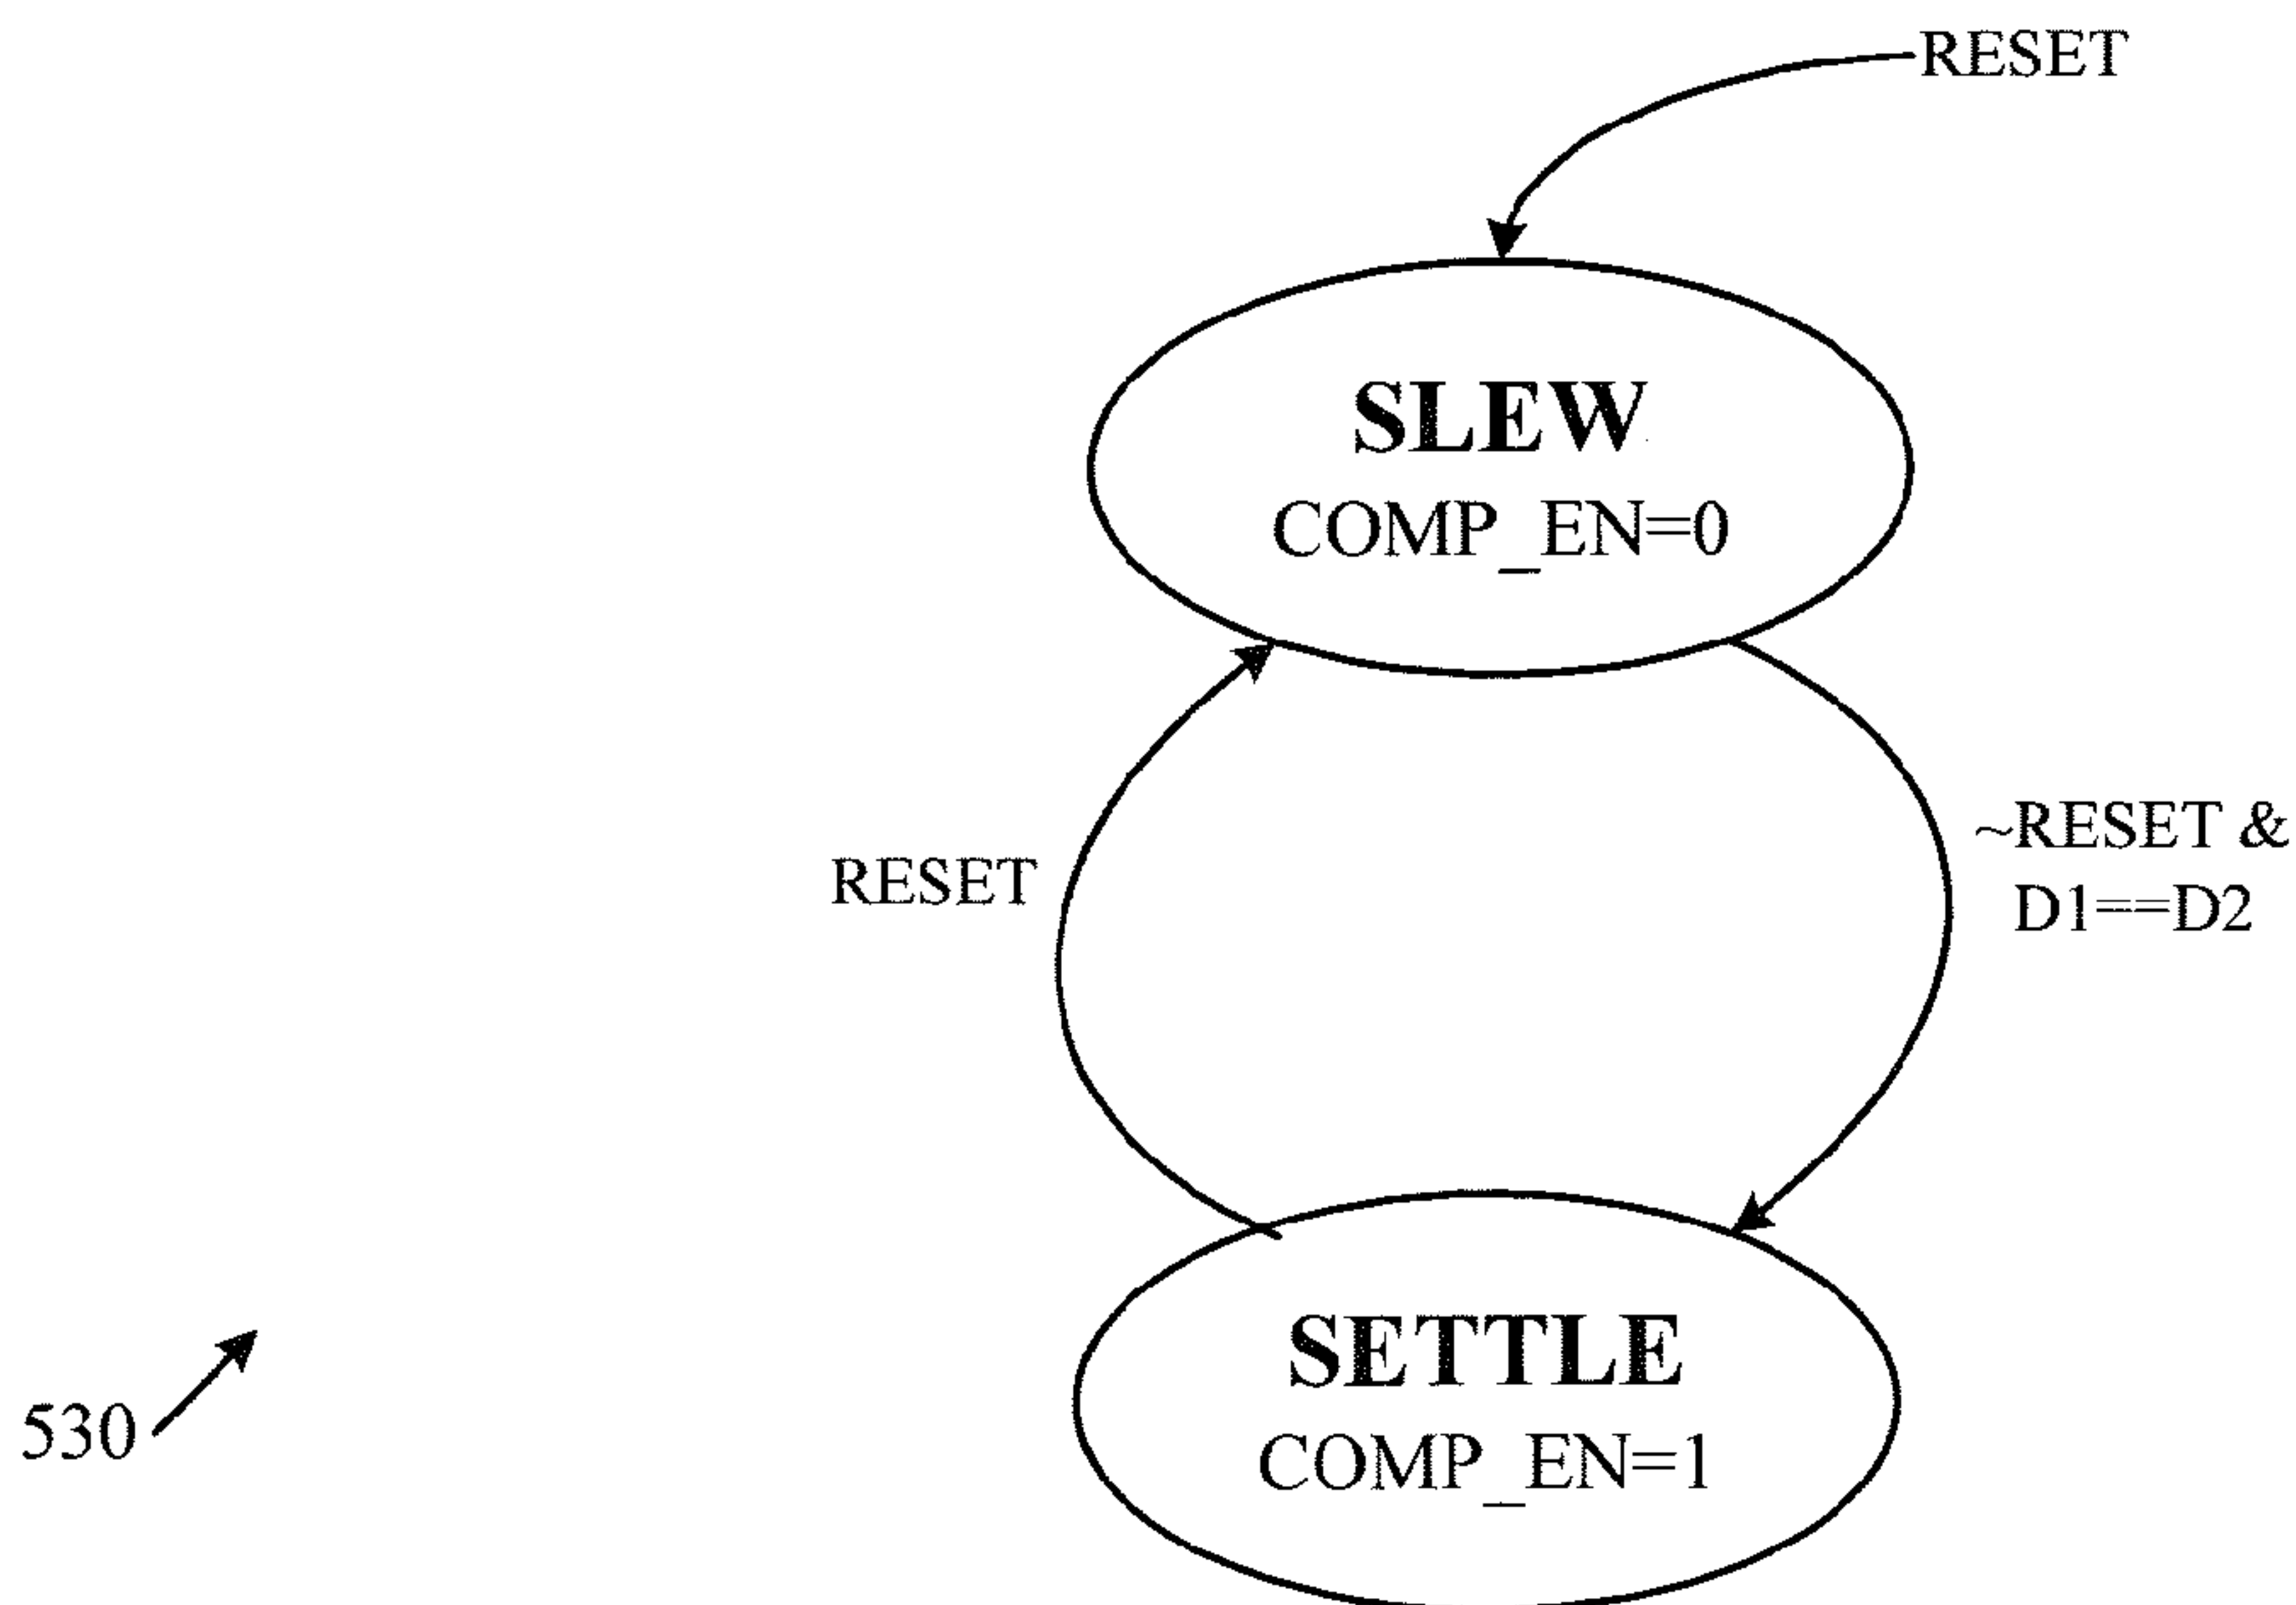 RESET
SLEW
COMP_EN=0
~RESET &
D1==D2
RESET
SETTLE
COMP_EN=1
530